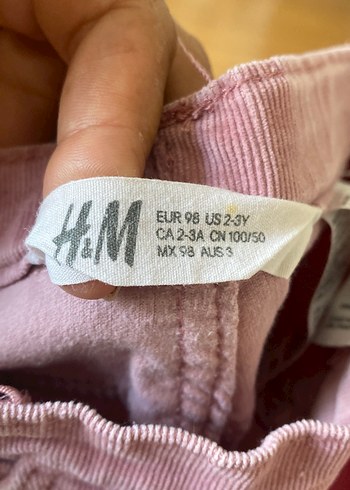 H&M
EUR 98 US 2-3Y
CA 2-3A CN 100/50
MX 98 AUS 3